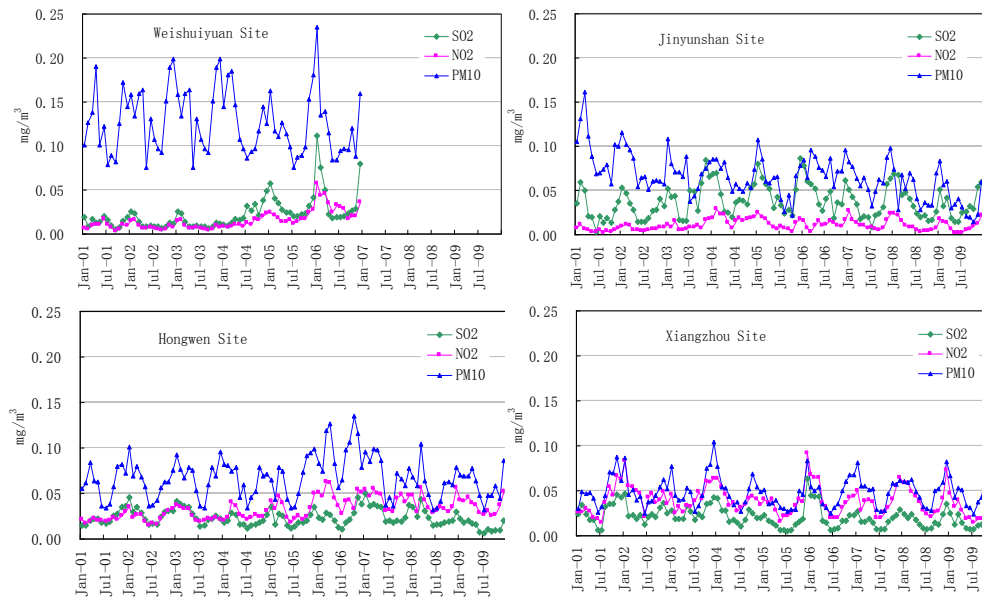 Weishuiyuan Site
SO2
NO2
PM10
mg/m³
0.25
0.20
0.15
0.10
0.05
0.00
Jan-01
Jul-01
Jan-02
Jul-02
Jan-03
Jul-03
Jan-04
Jul-04
Jan-05
Jul-05
Jan-06
Jul-06
Jan-07
Jul-07
Jan-08
Jul-08
Jan-09
Jul-09
Jinyunshan Site
SO2
NO2
PM10
mg/m³
0.25
0.20
0.15
0.10
0.05
0.00
Jan-01
Jul-01
Jan-02
Jul-02
Jan-03
Jul-03
Jan-04
Jul-04
Jan-05
Jul-05
Jan-06
Jul-06
Jan-07
Jul-07
Jan-08
Jul-08
Jan-09
Jul-09
Hongwen Site
SO2
NO2
PM10
mg/m³
0.25
0.20
0.15
0.10
0.05
0.00
Jan-01
Jul-01
Jan-02
Jul-02
Jan-03
Jul-03
Jan-04
Jul-04
Jan-05
Jul-05
Jan-06
Jul-06
Jan-07
Jul-07
Jan-08
Jul-08
Jan-09
Jul-09
Xiangzhou Site
SO2
NO2
PM10
mg/m³
0.25
0.20
0.15
0.10
0.05
0.00
Jan-01
Jul-01
Jan-02
Jul-02
Jan-03
Jul-03
Jan-04
Jul-04
Jan-05
Jul-05
Jan-06
Jul-06
Jan-07
Jul-07
Jan-08
Jul-08
Jan-09
Jul-09